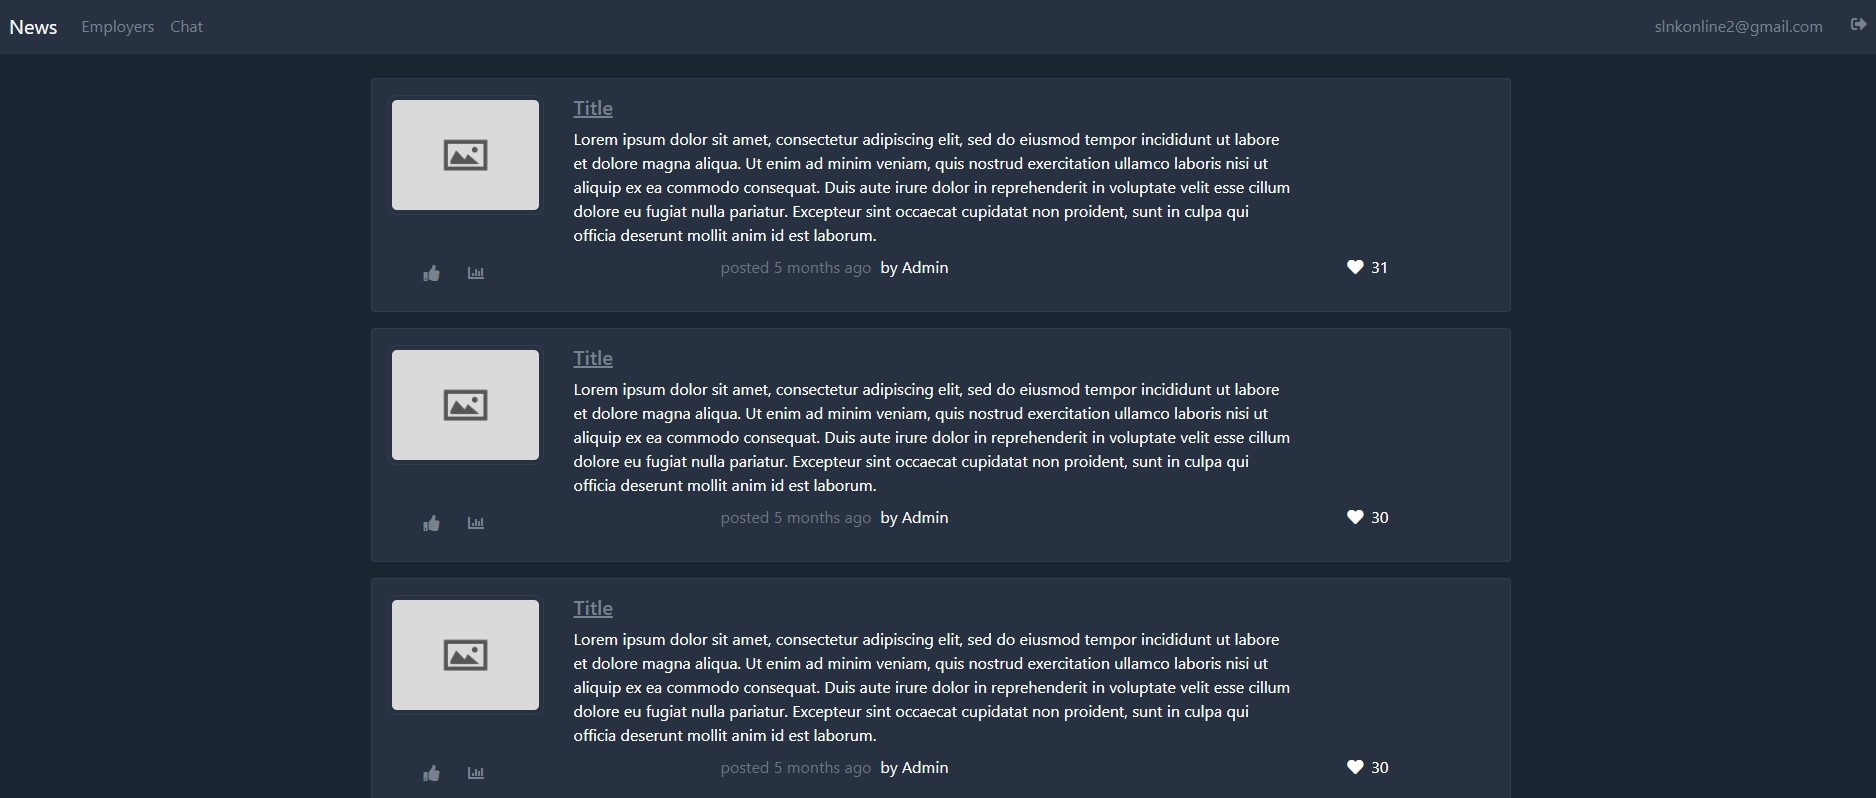 News Employers Chat slnkonline2@gmail.com
Title
Lorem ipsum dolor sit amet, consectetur adipiscing elit, sed do eiusmod tempor incididunt ut labore
et dolore magna aliqua. Ut enim ad minim veniam, quis nostrud exercitation ullamco laboris nisi ut
aliquip ex ea commodo consequat. Duis aute irure dolor in reprehenderit in voluptate velit esse cillum
dolore eu fugiat nulla pariatur. Excepteur sint occaecat cupidatat non proident, sunt in culpa qui
officia deserunt mollit anim id est laborum.
posted 5 months ago by Admin 31
Title
Lorem ipsum dolor sit amet, consectetur adipiscing elit, sed do eiusmod tempor incididunt ut labore
et dolore magna aliqua. Ut enim ad minim veniam, quis nostrud exercitation ullamco laboris nisi ut
aliquip ex ea commodo consequat. Duis aute irure dolor in reprehenderit in voluptate velit esse cillum
dolore eu fugiat nulla pariatur. Excepteur sint occaecat cupidatat non proident, sunt in culpa qui
officia deserunt mollit anim id est laborum.
posted 5 months ago by Admin 30
Title
Lorem ipsum dolor sit amet, consectetur adipiscing elit, sed do eiusmod tempor incididunt ut labore
et dolore magna aliqua. Ut enim ad minim veniam, quis nostrud exercitation ullamco laboris nisi ut
aliquip ex ea commodo consequat. Duis aute irure dolor in reprehenderit in voluptate velit esse cillum
dolore eu fugiat nulla pariatur. Excepteur sint occaecat cupidatat non proident, sunt in culpa qui
officia deserunt mollit anim id est laborum.
posted 5 months ago by Admin 30